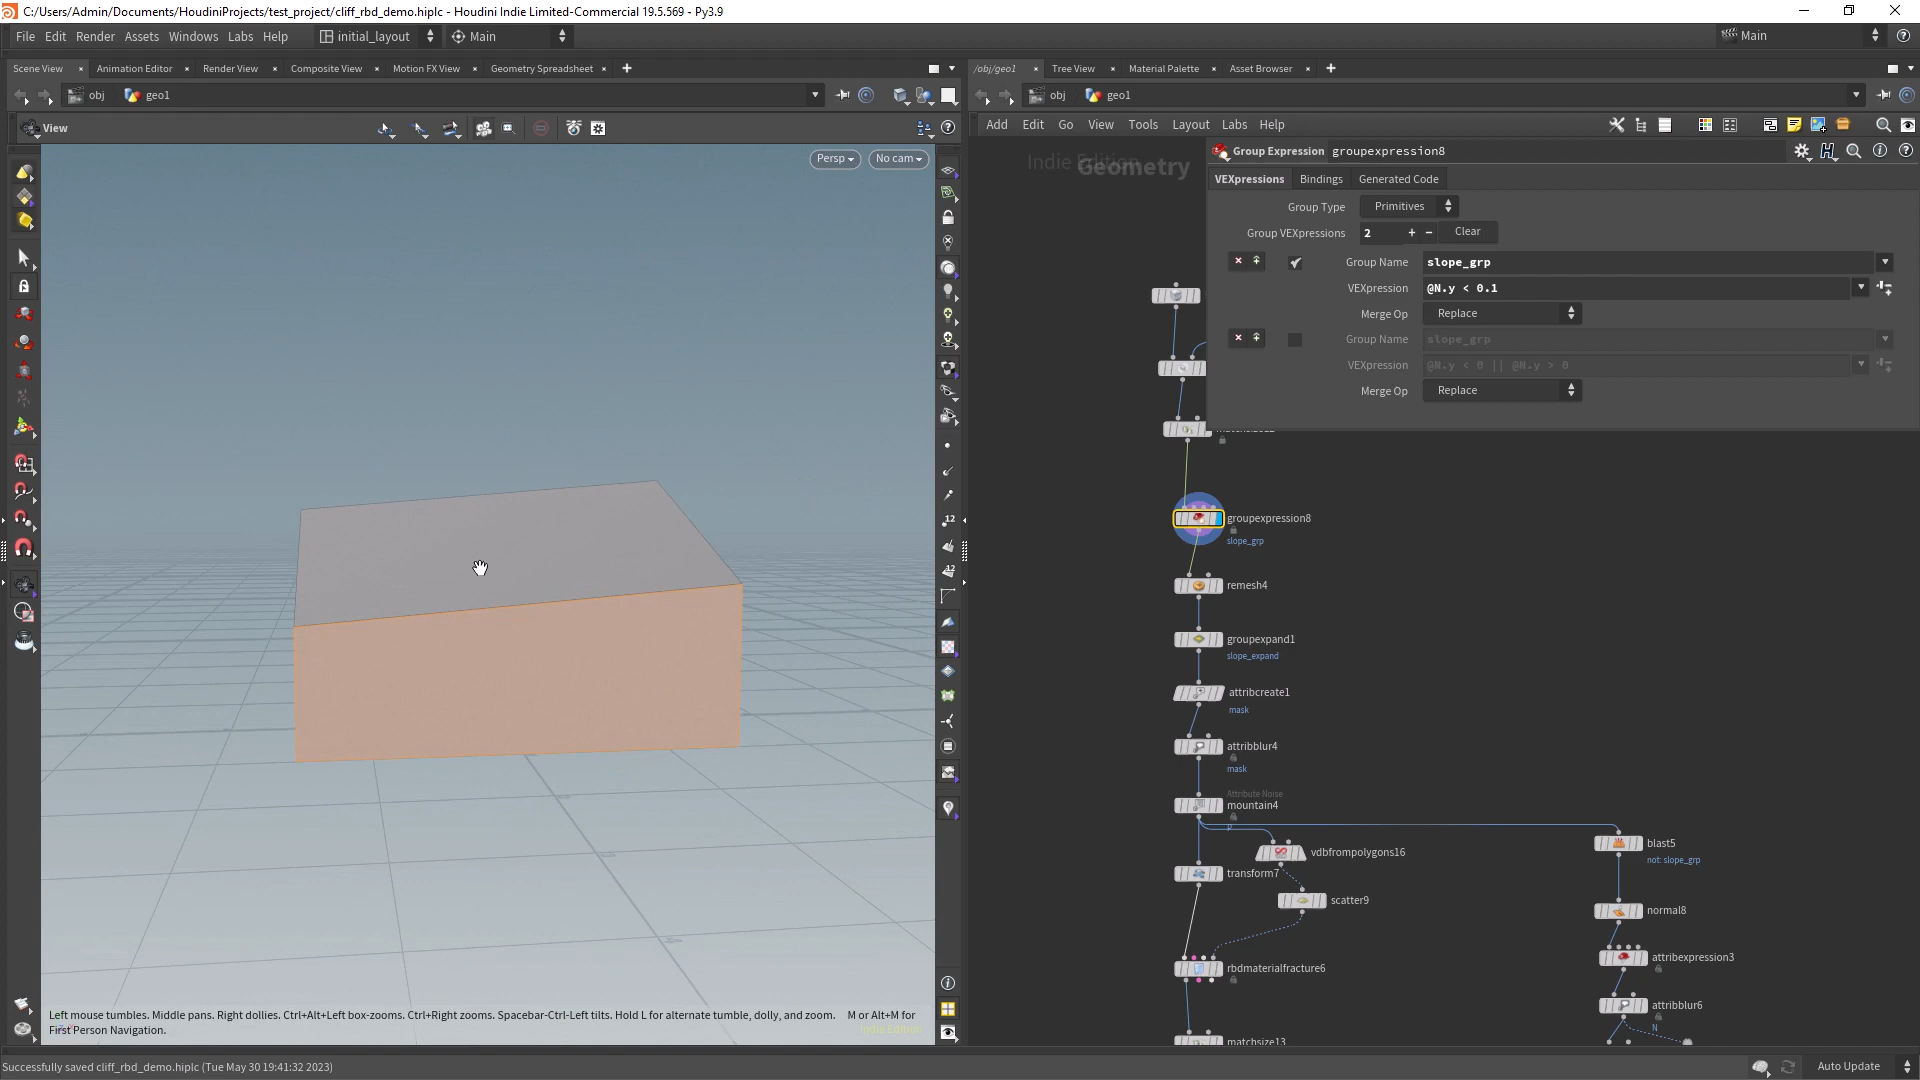 C:/Users/Admin/Documents/HoudiniProjects/test_project/cliff_rbd_demo.hiplc - Houdini Indie Limited-Commercial 19.5.569 - Py3.9
File Edit Render Assets Windows Labs Help initial_layout Main Main
Scene View Animation Editor Render View Composite View Motion FX View Geometry Spreadsheet
/obj/geo1 Tree View Material Palette Asset Browser
obj geo1
obj geo1
View
Add Edit Go View Tools Layout Labs Help
Persp No cam
Indie Edition
Geometry
Group Expression groupexpression8
VEXpressions Bindings Generated Code
Group Type Primitives
Group VEXpressions 2 + − Clear
Group Name slope_grp
VEXpression @N.y < 0.1
Merge Op Replace
Group Name slope_grp
VEXpression @N.y < 0 || @N.y > 0
Merge Op Replace
groupexpression8
slope_grp
remesh4
groupexpand1
slope_expand
attribcreate1
mask
attribblur4
mask
Attribute Noise
mountain4
P
vdbfrompolygons16
blast5
not: slope_grp
transform7
scatter9
normal8
attribexpression3
rbdmaterialfracture6
attribblur6
N
matchsize13
12
12
Left mouse tumbles. Middle pans. Right dollies. Ctrl+Alt+Left box-zooms. Ctrl+Right zooms. Spacebar-Ctrl-Left tilts. Hold L for alternate tumble, dolly, and zoom. M or Alt+M for
First Person Navigation.
Indie Edition
Successfully saved cliff_rbd_demo.hiplc (Tue May 30 19:41:32 2023)
Auto Update